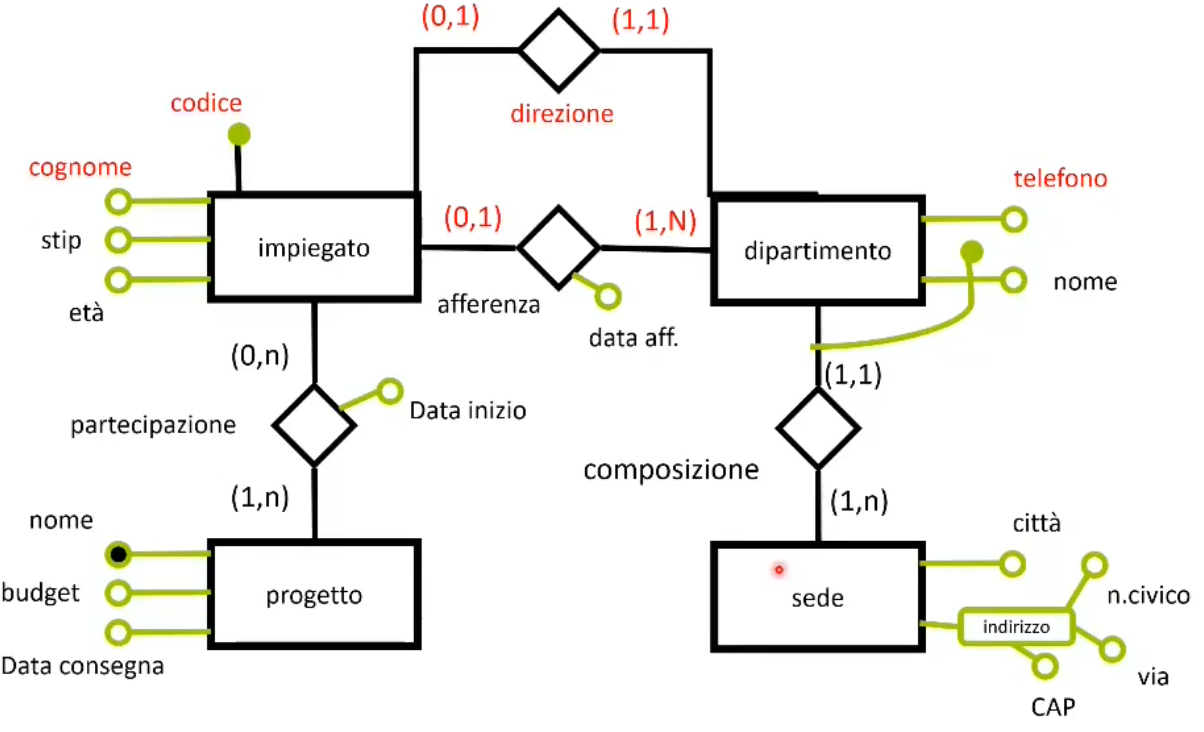 (0,1)
(1,1)
codice
direzione
cognome
telefono
stip
impiegato
(0,1)
(1,N)
dipartimento
nome
età
afferenza
data aff.
(0,n)
(1,1)
partecipazione
Data inizio
composizione
(1,n)
(1,n)
nome
città
budget
progetto
sede
n.civico
indirizzo
Data consegna
via
CAP